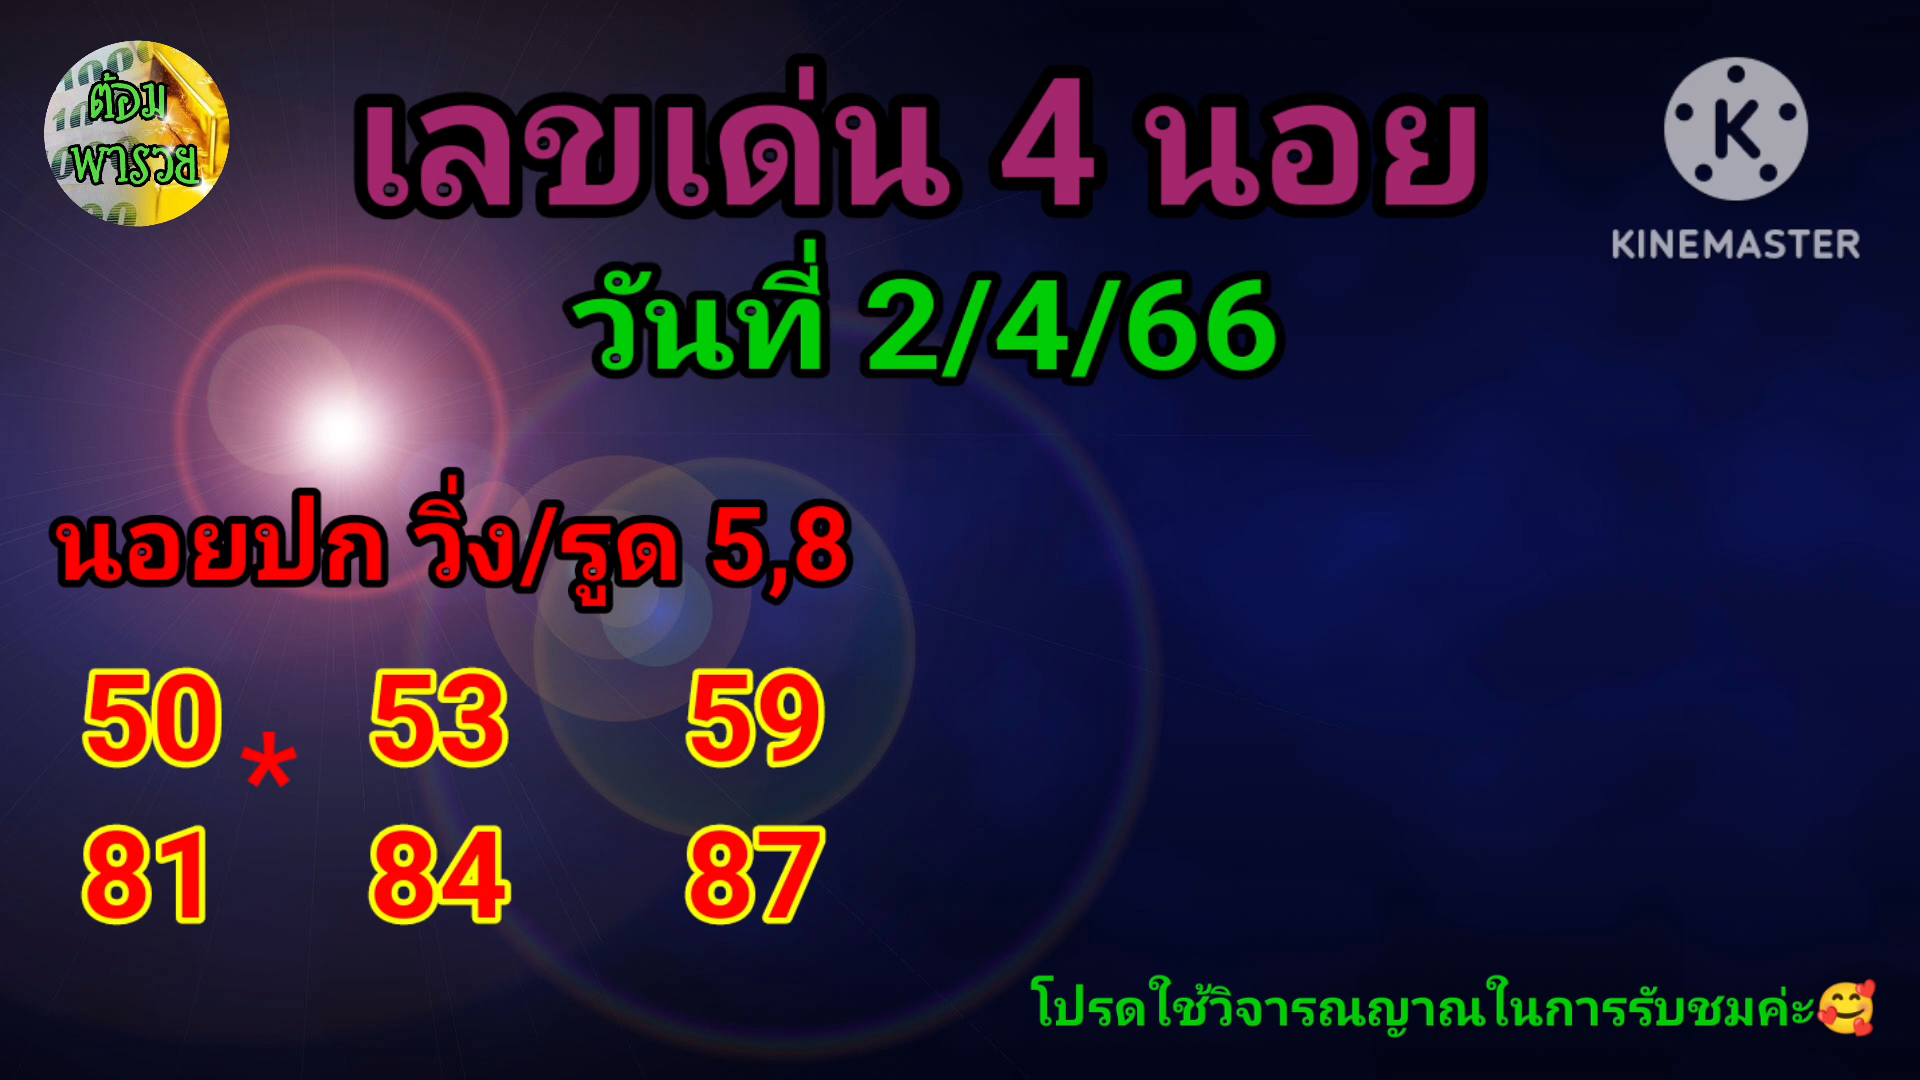 ต้อม
พารวย
เลขเด่น 4 นอย
KINEMASTER
วันที่ 2/4/66
นอยปก วิ่ง/รูด 5,8
50 53 59
*
81 84 87
โปรดใช้วิจารณญาณในการรับชมค่ะ🥰